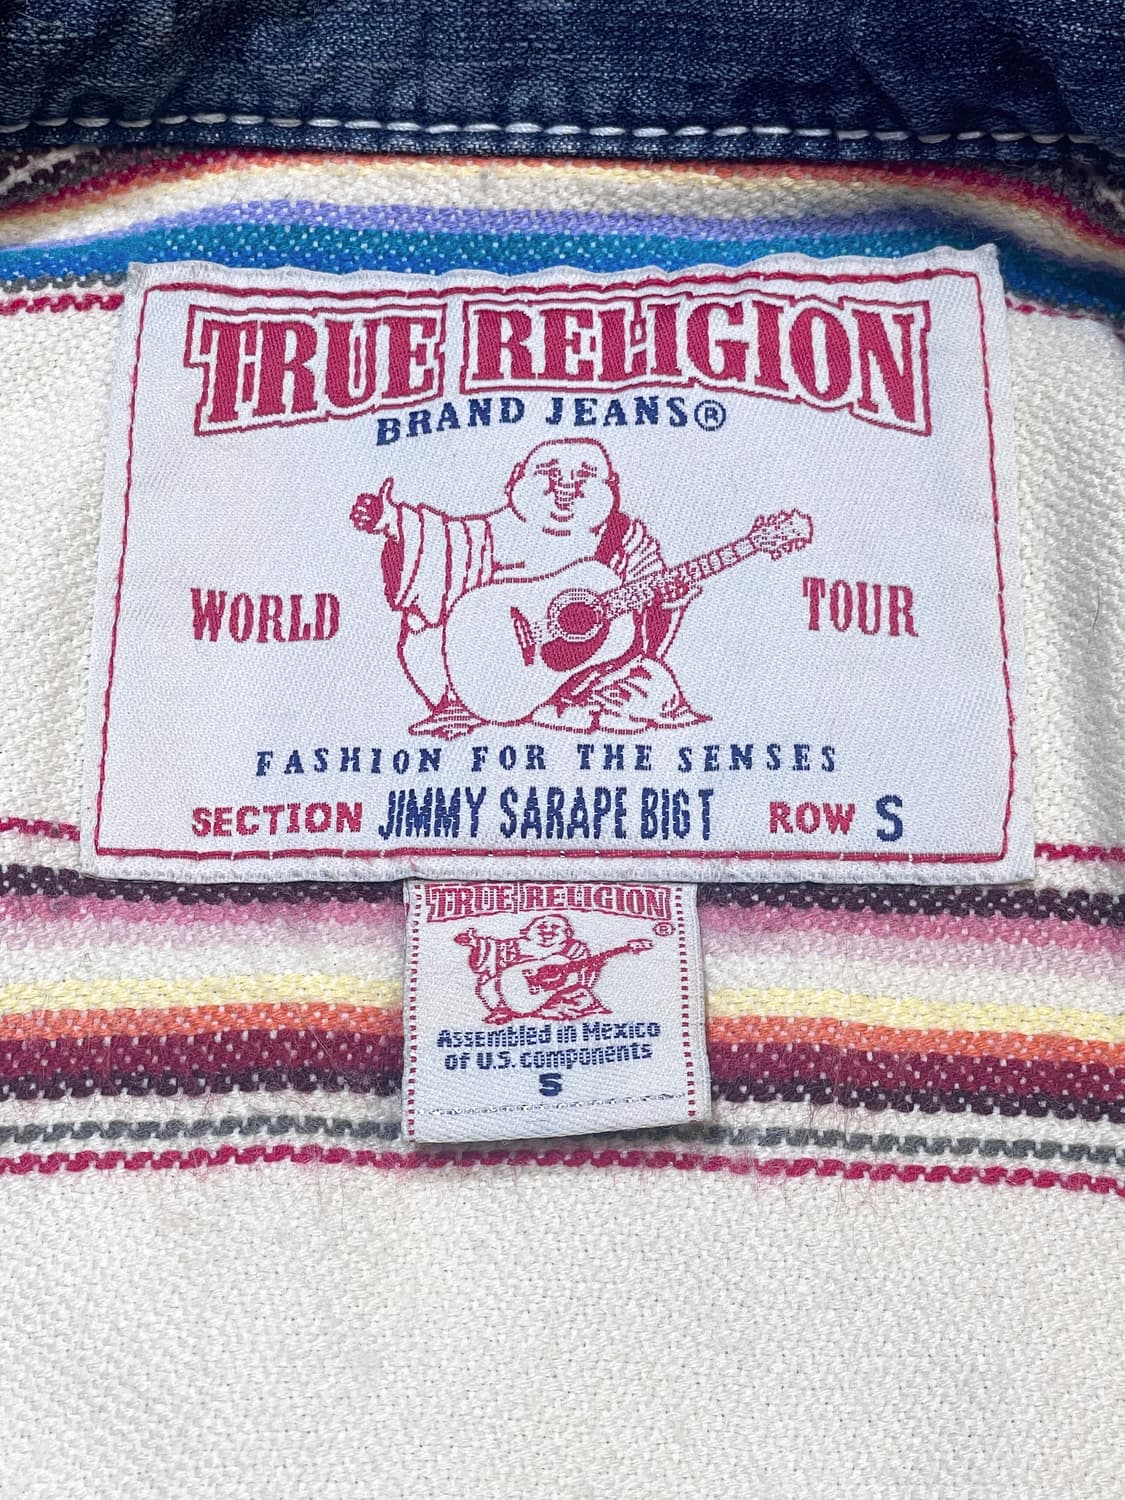 TRUE RELIGION
BRAND JEANS®
WORLD TOUR
FASHION FOR THE SENSES
SECTION JIMMY SARAPE BIG T ROW S
TRUE RELIGION
®
Assembled in Mexico
of U.S. components
S